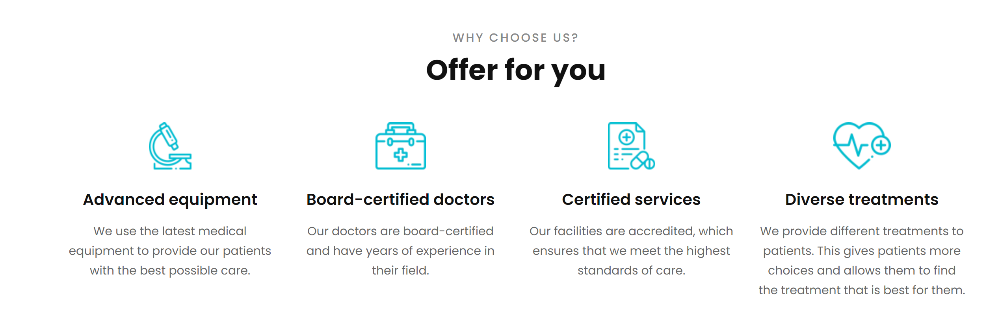 WHY CHOOSE US?
Offer for you
Advanced equipment
We use the latest medical
equipment to provide our patients
with the best possible care.
Board-certified doctors
Our doctors are board-certified
and have years of experience in
their field.
Certified services
Our facilities are accredited, which
ensures that we meet the highest
standards of care.
Diverse treatments
We provide different treatments to
patients. This gives patients more
choices and allows them to find
the treatment that is best for them.